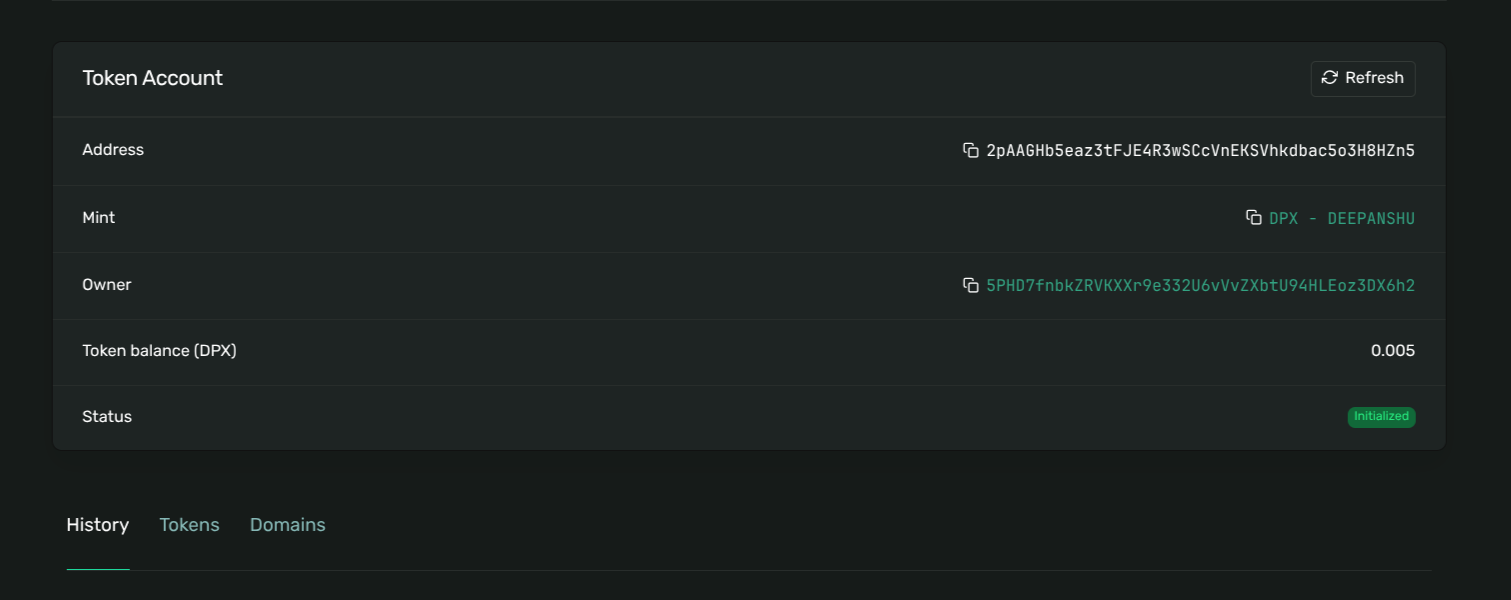 Token Account
Refresh
Address
2pAAGHb5eaz3tFJE4R3wSCcVnEKSVhkdbac5o3H8HZn5
Mint
DPX - DEEPANSHU
Owner
5PHD7fnbkZRVKXXr9e332U6vVvZXbtU94HLEoz3DX6h2
Token balance (DPX)
0.005
Status
Initialized
History Tokens Domains